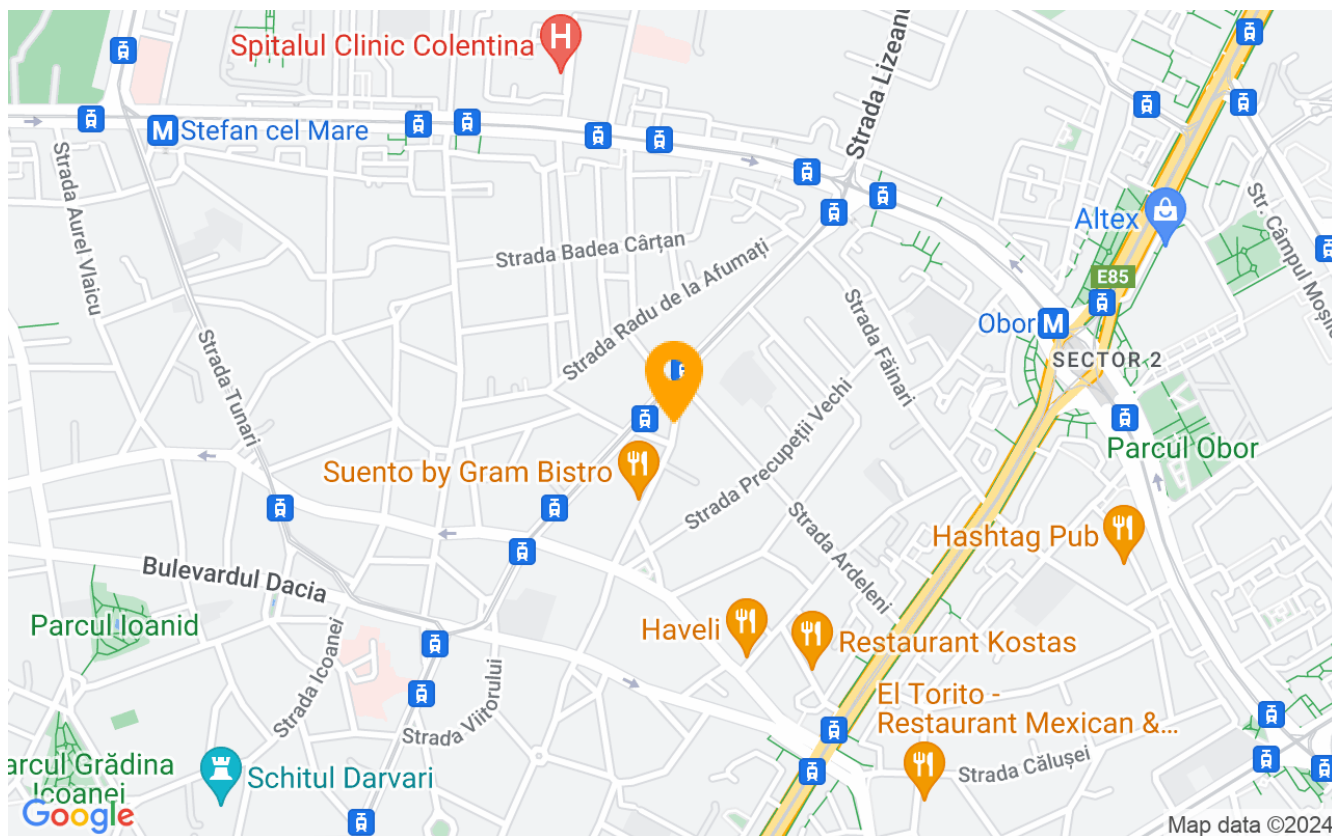 Spitalul Clinic Colentina
H
Strada Lizeanu
M Stefan cel Mare
Strada Aurel Vlaicu
Strada Badea Cârțan
Strada Radu de la Afumați
Altex
Str. Câmpul Moșilor
E85
Obor M
SECTOR 2
Strada Făinari
Strada Tunari
Parcul Obor
Suento by Gram Bistro
Strada Precupeții Vechi
Strada Ardeleni
Hashtag Pub
Bulevardul Dacia
Parcul Ioanid
Haveli
Restaurant Kostas
Strada Icoanei
Strada Viitorului
El Torito -
Restaurant Mexican &...
arcul Grădina
Icoanei
Schitul Darvari
Strada Călușei
Google
Map data ©2024